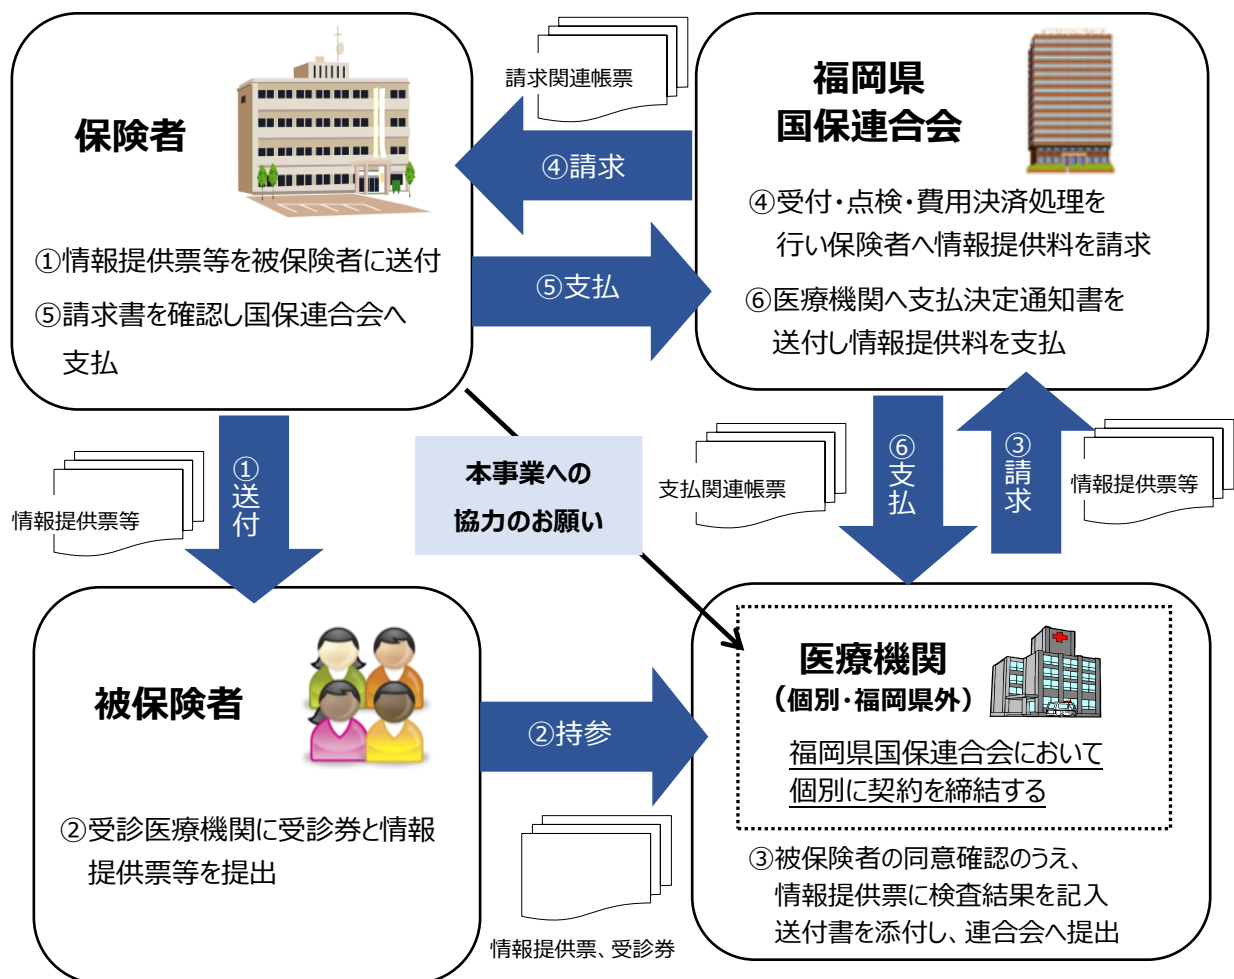 保険者
①情報提供票等を被保険者に送付
⑤請求書を確認し国保連合会へ
支払
請求関連帳票
④請求
⑤支払
福岡県
国保連合会
④受付・点検・費用決済処理を
行い保険者へ情報提供料を請求
⑥医療機関へ支払決定通知書を
送付し情報提供料を支払
情報提供票等
①送付
本事業への
協力のお願い
支払関連帳票
⑥支払
③請求
情報提供票等
被保険者
②受診医療機関に受診券と情報
提供票等を提出
②持参
情報提供票、受診券
医療機関
（個別・福岡県外）
福岡県国保連合会において
個別に契約を締結する
③被保険者の同意確認のうえ、
情報提供票に検査結果を記入
送付書を添付し、連合会へ提出